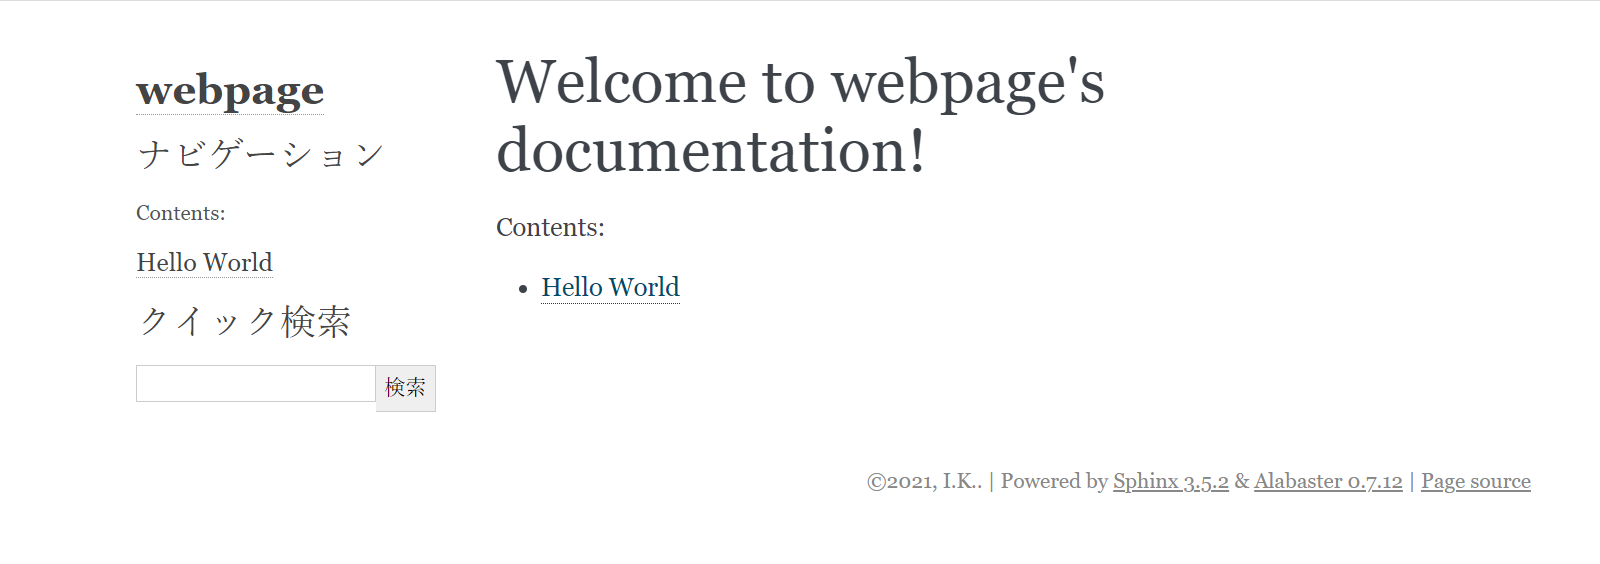 webpage
ナビゲーション
Contents:
Hello World
クイック検索
検索
Welcome to webpage's
documentation!
Contents:
• Hello World
©2021, I.K.. | Powered by Sphinx 3.5.2 & Alabaster 0.7.12 | Page source